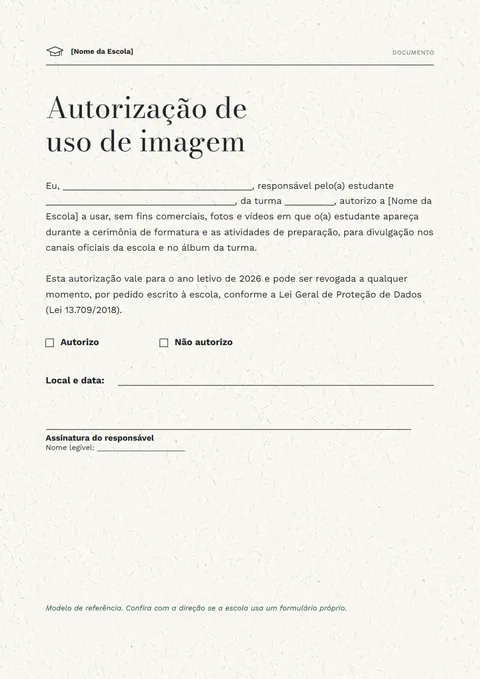 [Nome da Escola]
DOCUMENTO
Autorização de
uso de imagem
Eu, ________________________________________, responsável pelo(a) estudante
________________________________________, da turma __________, autorizo a [Nome da
Escola] a usar, sem fins comerciais, fotos e vídeos em que o(a) estudante apareça
durante a cerimônia de formatura e as atividades de preparação, para divulgação nos
canais oficiais da escola e no álbum da turma.
Esta autorização vale para o ano letivo de 2026 e pode ser revogada a qualquer
momento, por pedido escrito à escola, conforme a Lei Geral de Proteção de Dados
(Lei 13.709/2018).
Autorizo
Não autorizo
Local e data:
Assinatura do responsável
Nome legível: ____________________
Modelo de referência. Confira com a direção se a escola usa um formulário próprio.